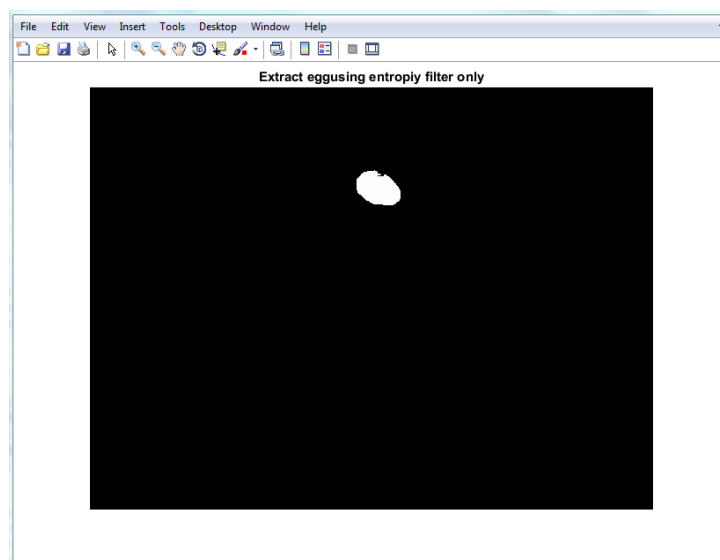 File Edit View Insert Tools Desktop Window Help
Extract eggusing entropiy filter only